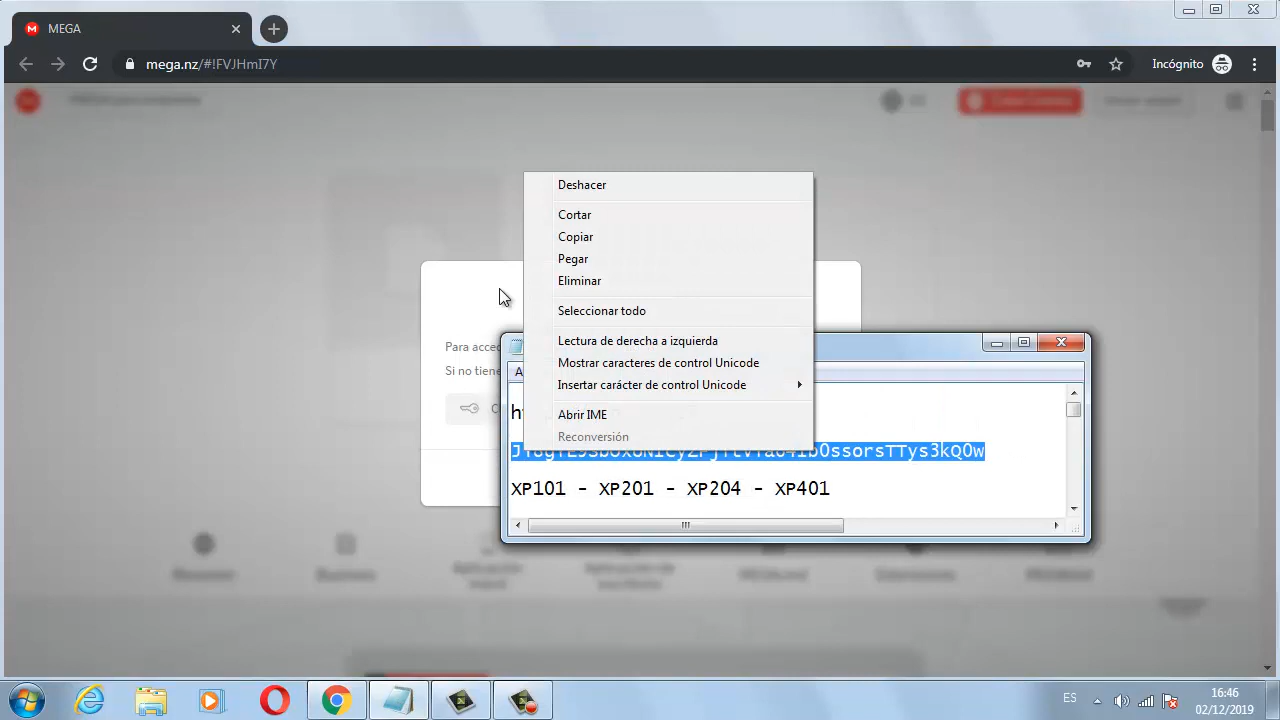 MEGA
mega.nz/#!FVJHmI7Y
Incógnito
Deshacer
Cortar
Copiar
Pegar
Eliminar
Seleccionar todo
Lectura de derecha a izquierda
Mostrar caracteres de control Unicode
Insertar carácter de control Unicode
Abrir IME
Reconversión
Para acced
Si no tiene
XP101 - XP201 - XP204 - XP401
ES
16:46
02/12/2019